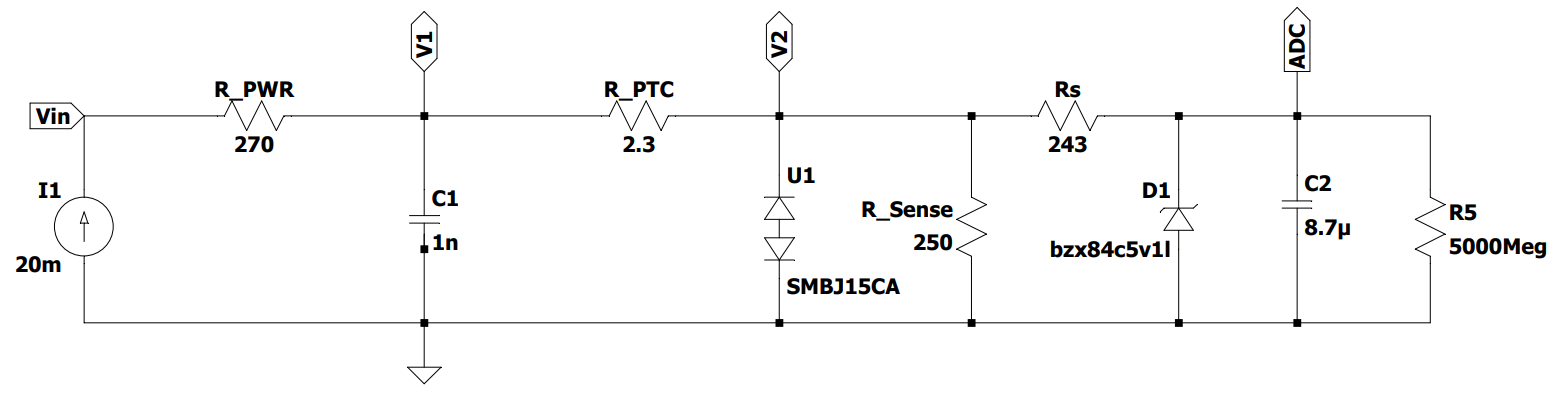 V1
V2
ADC
R_PWR
R_PTC
Rs
Vin
270
2.3
243
U1
I1
C1
D1
C2
R_Sense
R5
1n
250
8.7µ
20m
bzx84c5v1l
5000Meg
SMBJ15CA